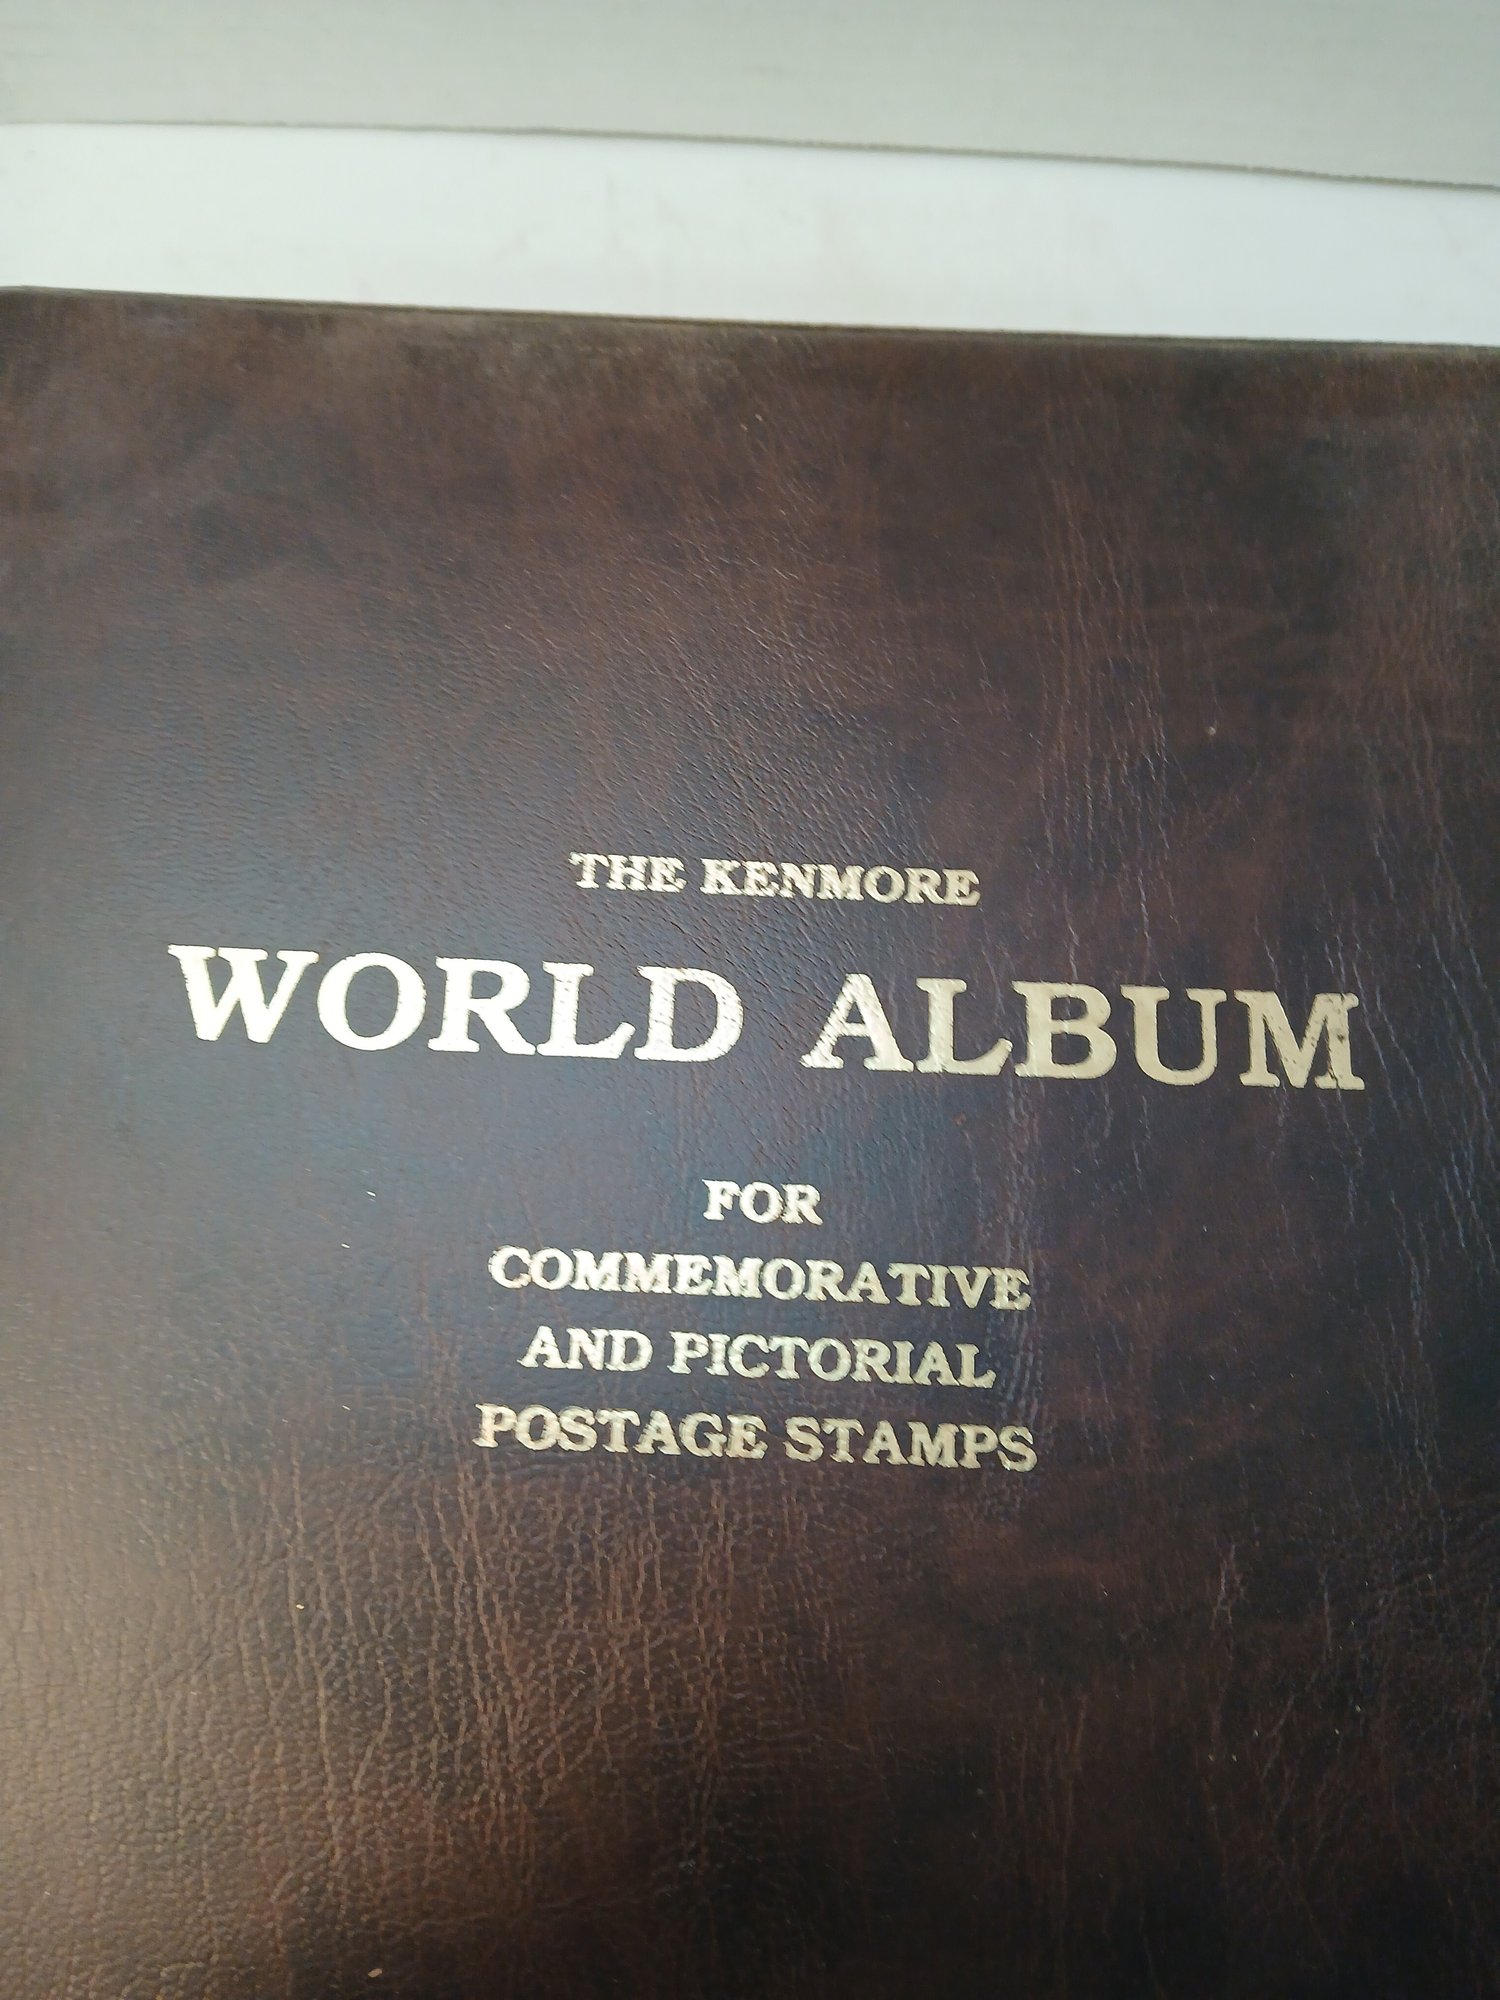 THE KENMORE
WORLD ALBUM
FOR
COMMEMORATIVE
AND PICTORIAL
POSTAGE STAMPS